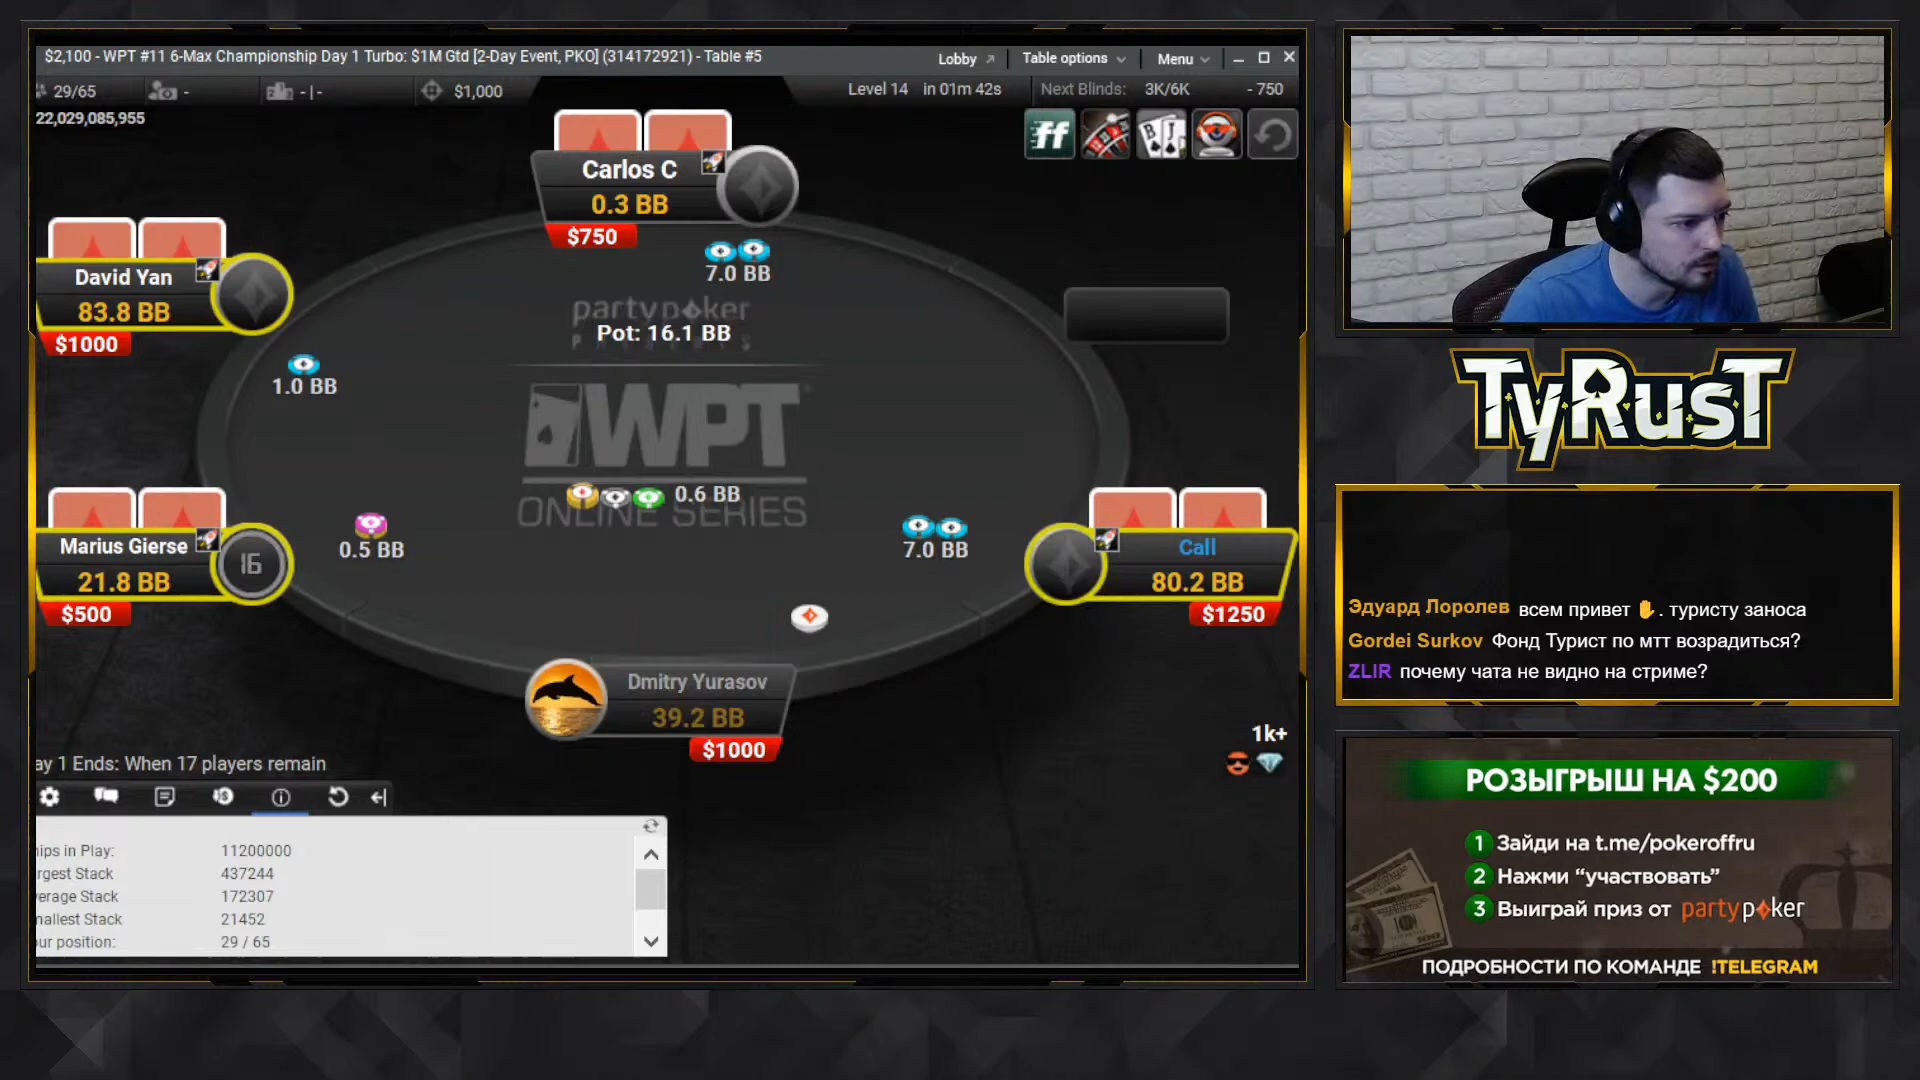 $2,100 - WPT #11 6-Max Championship Day 1 Turbo: $1M Gtd [2-Day Event, PKO] (314172921) - Table #5
Lobby
Table options
Menu
29/65
-
- | -
$1,000
Level 14 in 01m 42s
Next Blinds: 3K/6K - 750
22,029,085,955
ff
Carlos C
0.3 BB
$750
7.0 BB
David Yan
83.8 BB
$1000
1.0 BB
partypoker
Pot: 16.1 BB
WPT
ONLINE SERIES
0.6 BB
Marius Gierse
21.8 BB
$500
0.5 BB
16
7.0 BB
Call
80.2 BB
$1250
Dmitry Yurasov
39.2 BB
$1000
1k+
ay 1 Ends: When 17 players remain
hips in Play: 11200000
rgest Stack 437244
verage Stack 172307
mallest Stack 21452
our position: 29 / 65
TyRusT
Эдуард Лоролев всем привет ✋. туристу заноса
Gordei Surkov Фонд Турист по мтт возрадиться?
ZLIR почему чата не видно на стриме?
РОЗЫГРЫШ НА $200
1 Зайди на t.me/pokeroffru
2 Нажми “участвовать”
3 Выиграй приз от partypoker
ПОДРОБНОСТИ ПО КОМАНДЕ !TELEGRAM